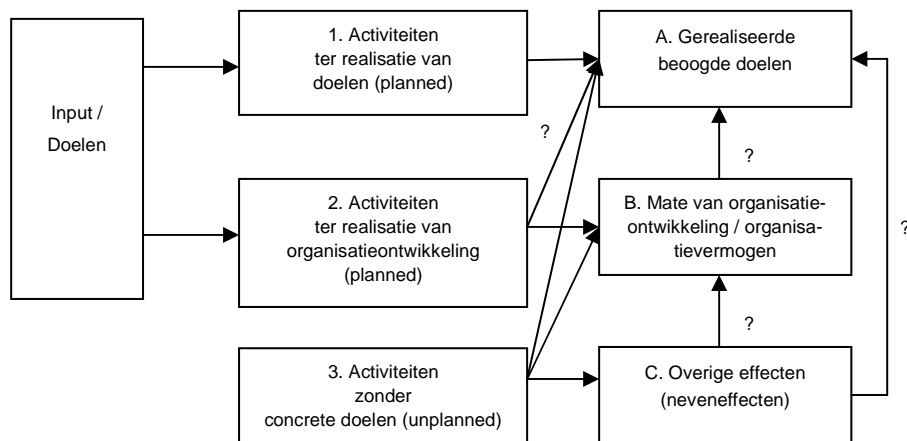 Input /
Doelen
1. Activiteiten
ter realisatie van
doelen (planned)
2. Activiteiten
ter realisatie van
organisatieontwikkeling
(planned)
3. Activiteiten
zonder
concrete doelen (unplanned)
?
A. Gerealiseerde
beoogde doelen
?
B. Mate van organisatie-
ontwikkeling / organisa-
tievermogen
?
C. Overige effecten
(neveneffecten)
?